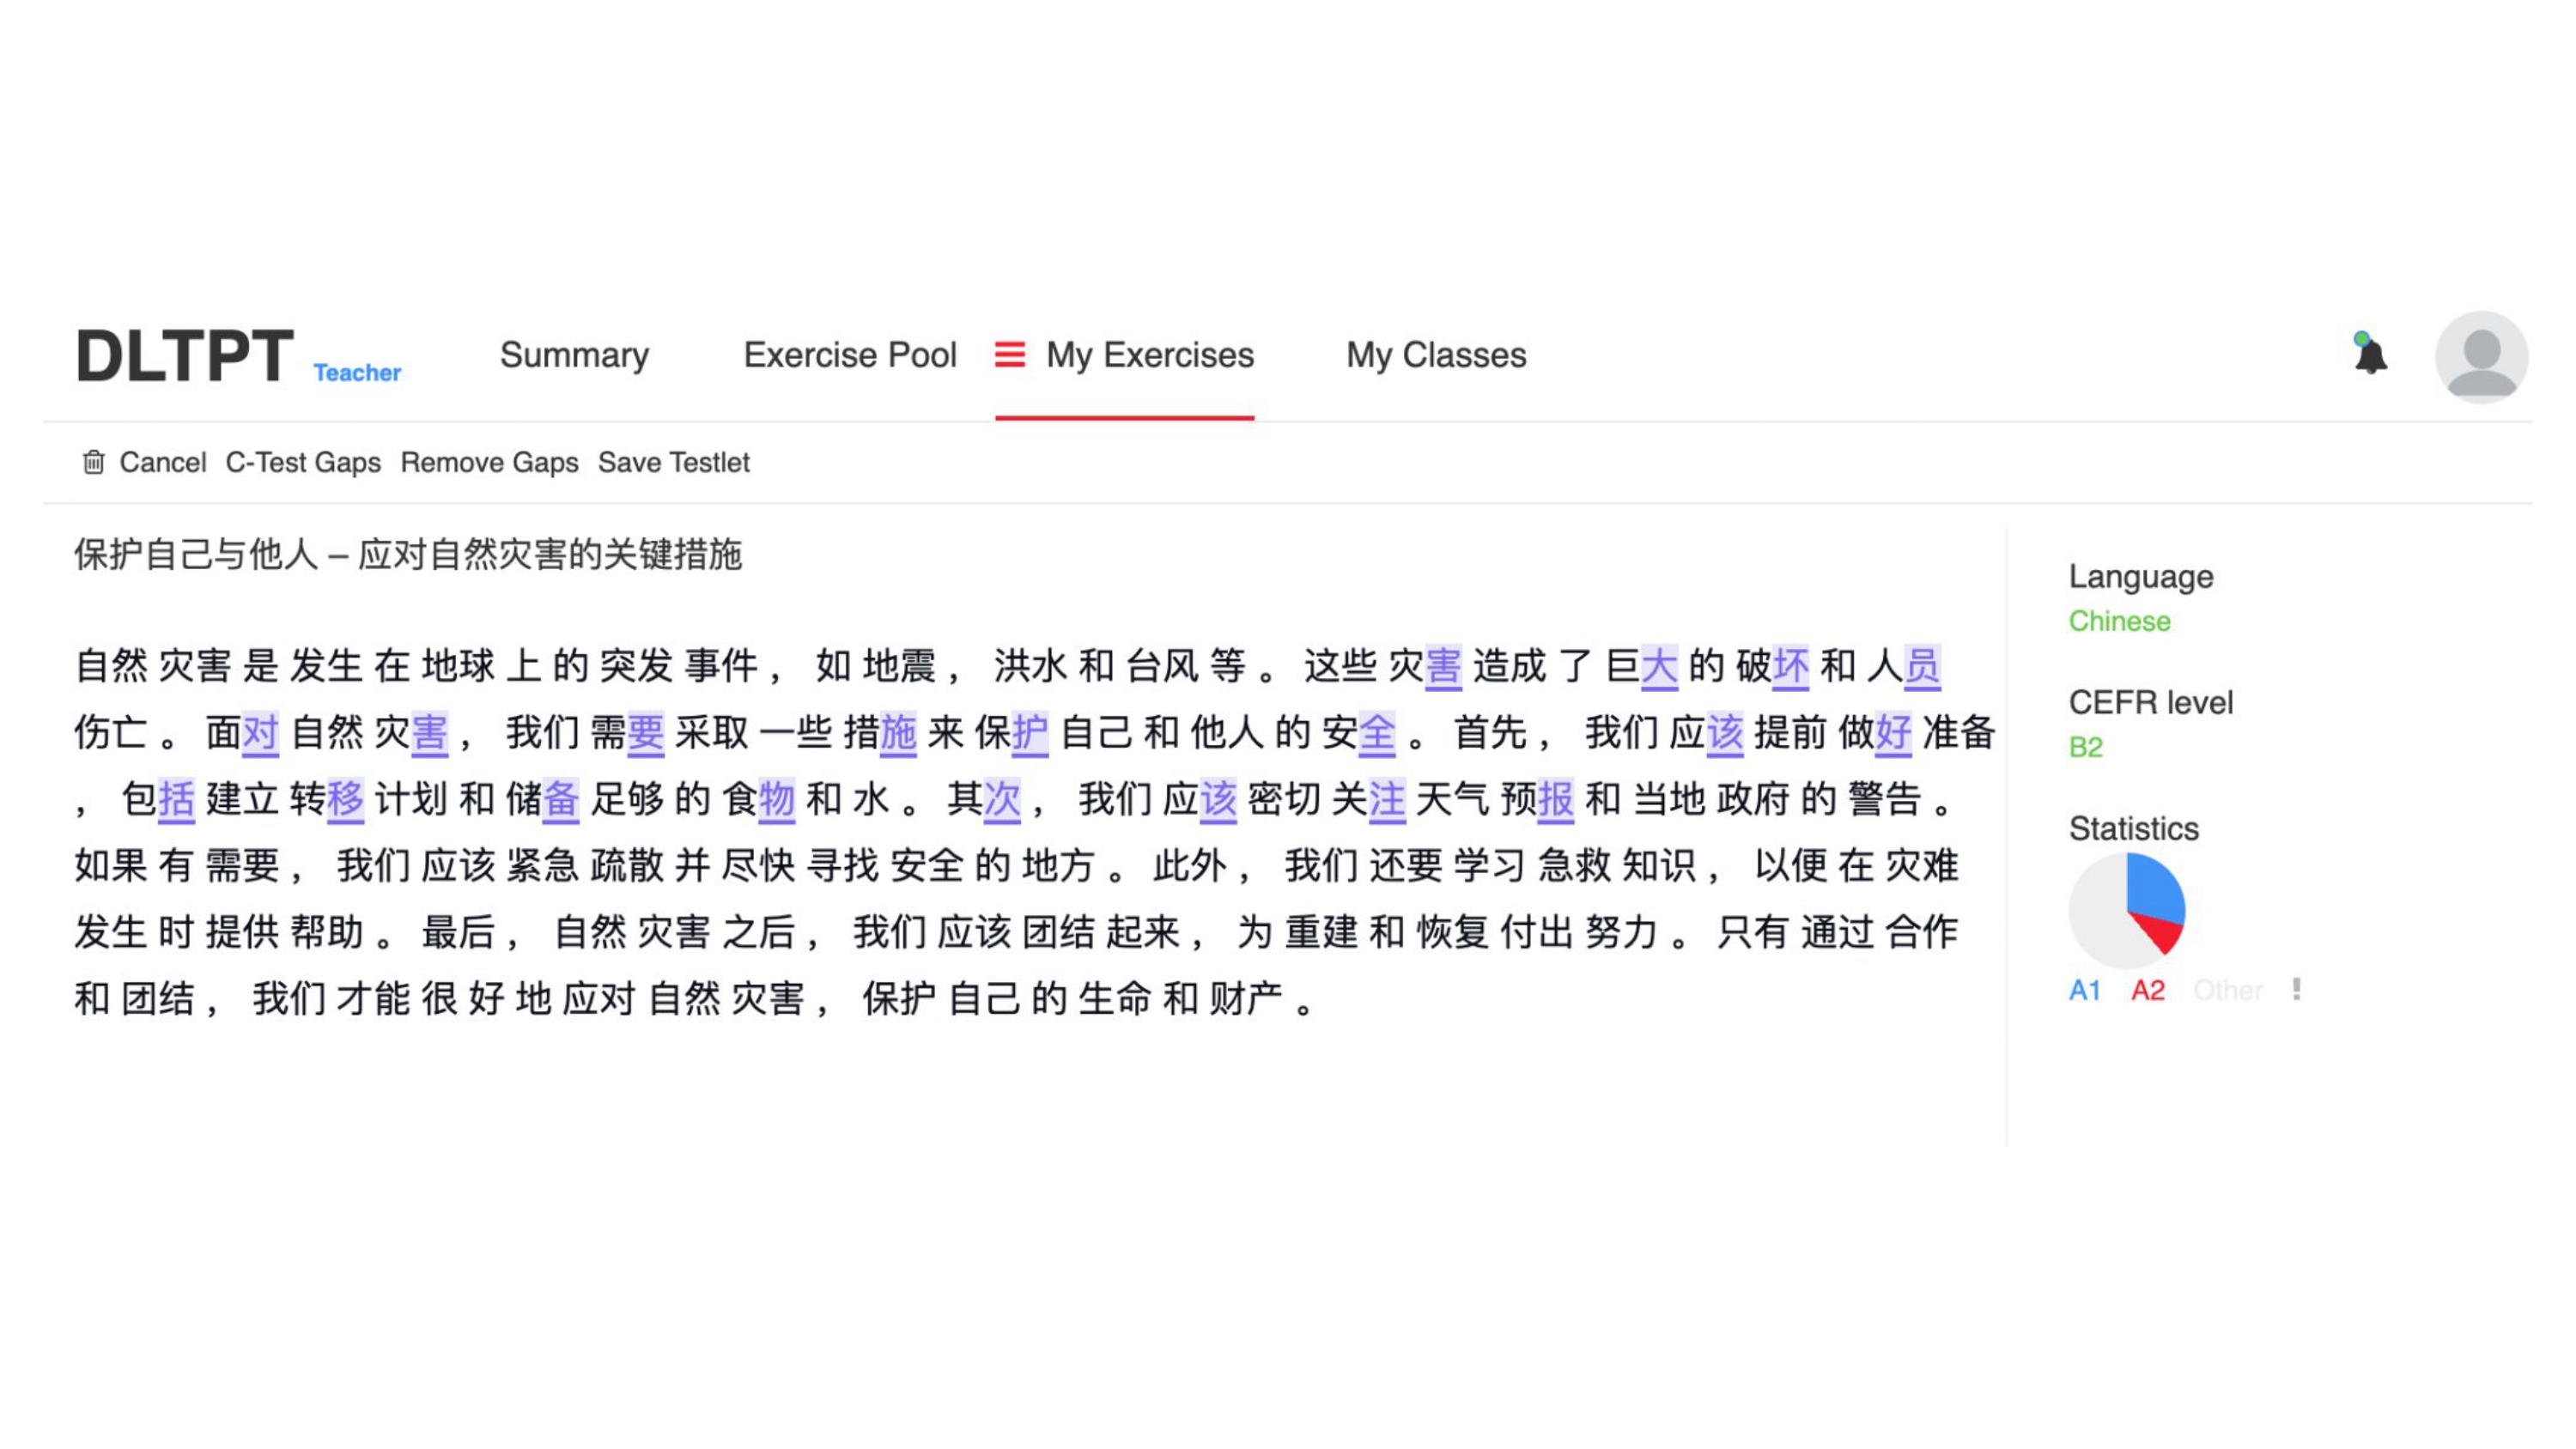 DLTPT Teacher Summary Exercise Pool My Exercises My Classes
Cancel C-Test Gaps Remove Gaps Save Testlet
保护自己与他人 – 应对自然灾害的关键措施
自然 灾害 是 发生 在 地球 上 的 突发 事件 ， 如 地震 ， 洪水 和 台风 等 。 这些 灾害 造成 了 巨大 的 破坏 和 人员
伤亡 。 面对 自然 灾害 ， 我们 需要 采取 一些 措施 来 保护 自己 和 他人 的 安全 。 首先 ， 我们 应该 提前 做好 准备
， 包括 建立 转移 计划 和 储备 足够 的 食物 和 水 。 其次 ， 我们 应该 密切 关注 天气 预报 和 当地 政府 的 警告 。
如果 有 需要 ， 我们 应该 紧急 疏散 并 尽快 寻找 安全 的 地方 。 此外 ， 我们 还要 学习 急救 知识 ， 以便 在 灾难
发生 时 提供 帮助 。 最后 ， 自然 灾害 之后 ， 我们 应该 团结 起来 ， 为 重建 和 恢复 付出 努力 。 只有 通过 合作
和 团结 ， 我们 才能 很 好 地 应对 自然 灾害 ， 保护 自己 的 生命 和 财产 。
Language
Chinese
CEFR level
B2
Statistics
A1 A2 Other !